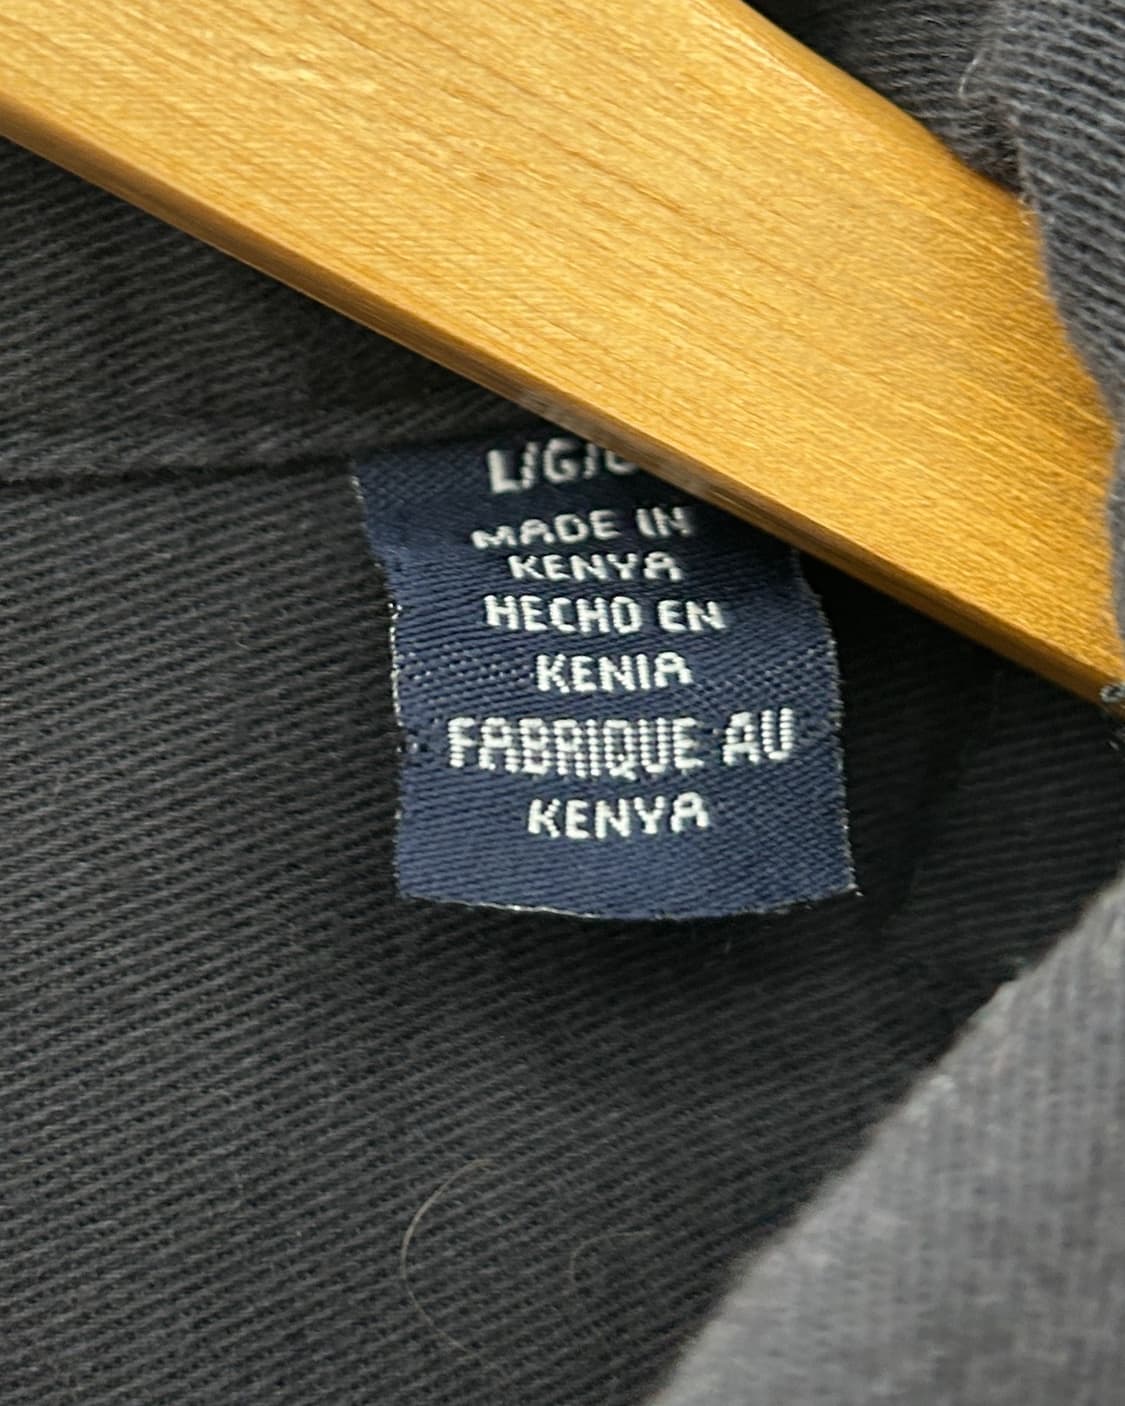 L/G/G
MADE IN
KENYA
HECHO EN
KENIA
FABRIQUE AU
KENYA